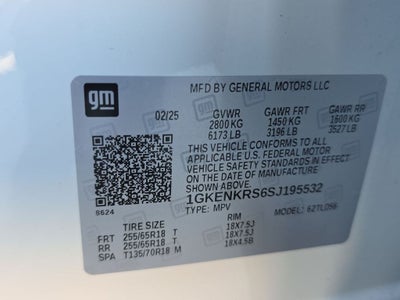 gm
MFD BY GENERAL MOTORS LLC
02/25 GVWR GAWR FRT GAWR RR
2800 KG 1450 KG 1600 KG
6173 LB 3196 LB 3527 LB
THIS VEHICLE CONFORMS TO ALL
APPLICABLE U.S. FEDERAL MOTOR
VEHICLE SAFETY STANDARDS IN EFFECT
ON THE DATE OF MANUFACTURE SHOWN ABOVE.
1GKENKRS6SJ195532
8624 TYPE: MPV MODEL:
TIRE SIZE RIM
FRT 255/65R18 T 18X7.5J
RR 255/65R18 T 18X7.5J
SPA T135/70R18 M 18X4.5B